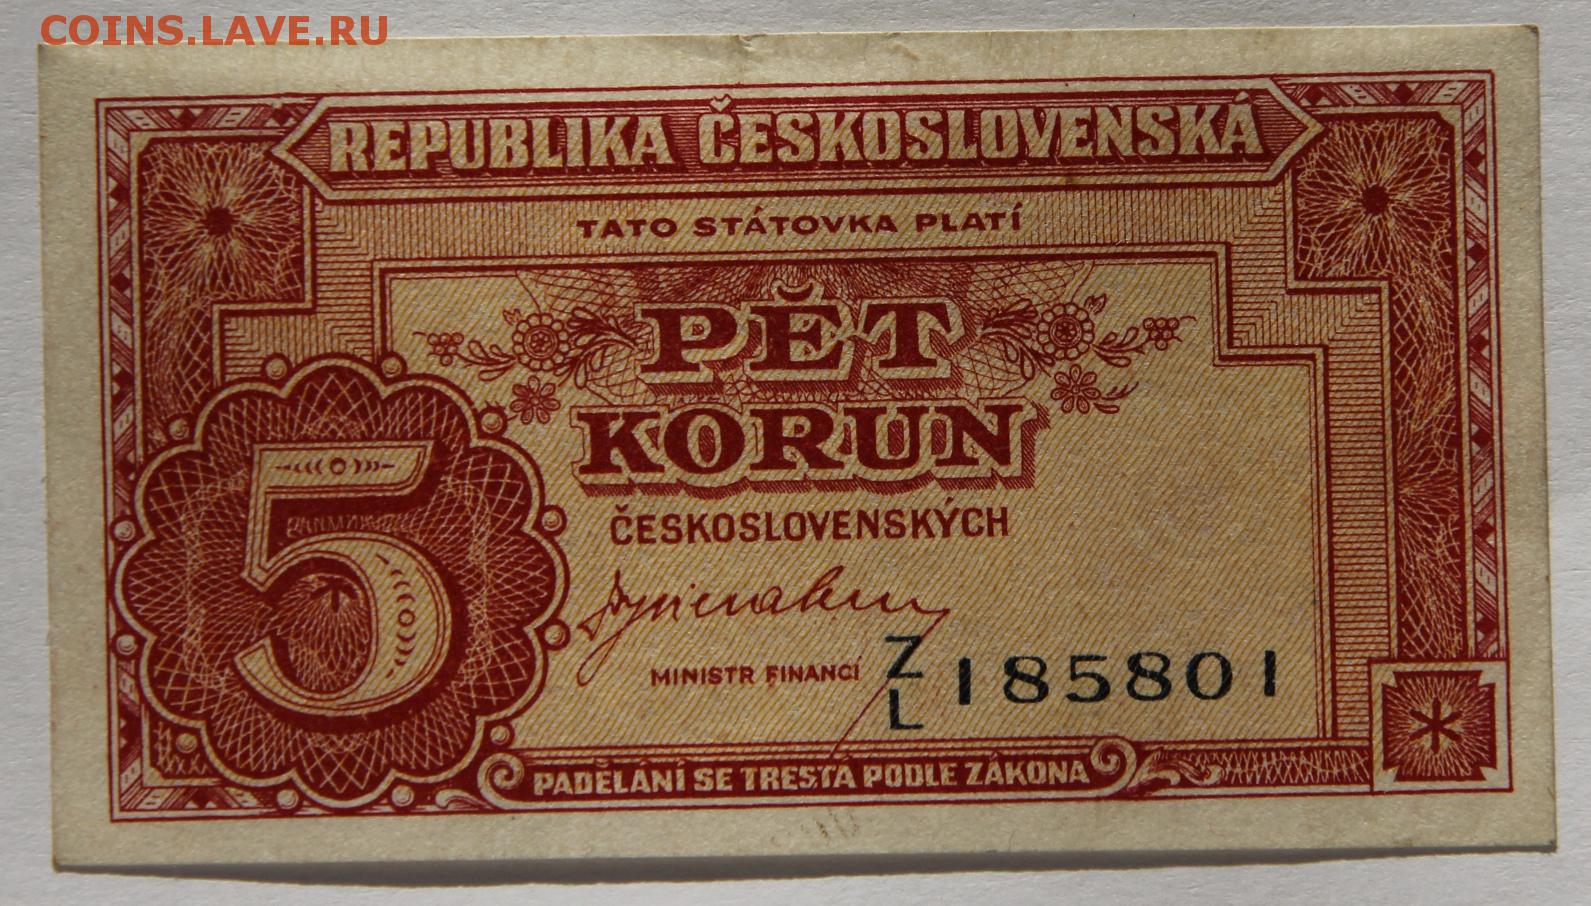 COINS.LAVE.RU
REPUBLIKA ČESKOSLOVENSKÁ
TATO STÁTOVKA PLATÍ
PĚT
KORUN
ČESKOSLOVENSKÝCH
5
MINISTR FINANCÍ
Z/L 185801
PADĚLÁNÍ SE TRESTÁ PODLE ZÁKONA